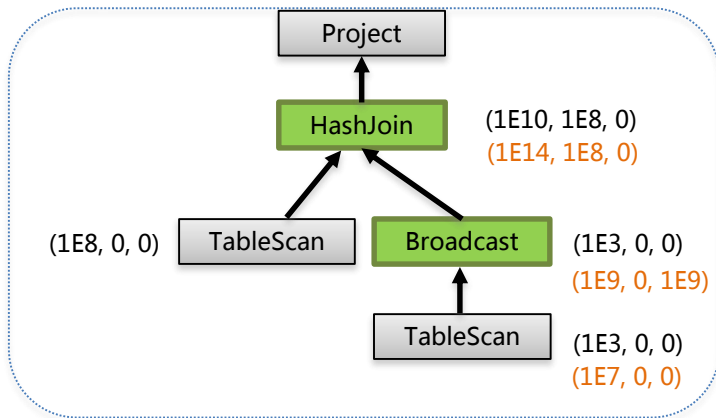 Project
HashJoin
(1E10, 1E8, 0)
(1E14, 1E8, 0)
(1E8, 0, 0)
TableScan
Broadcast
(1E3, 0, 0)
(1E9, 0, 1E9)
TableScan
(1E3, 0, 0)
(1E7, 0, 0)